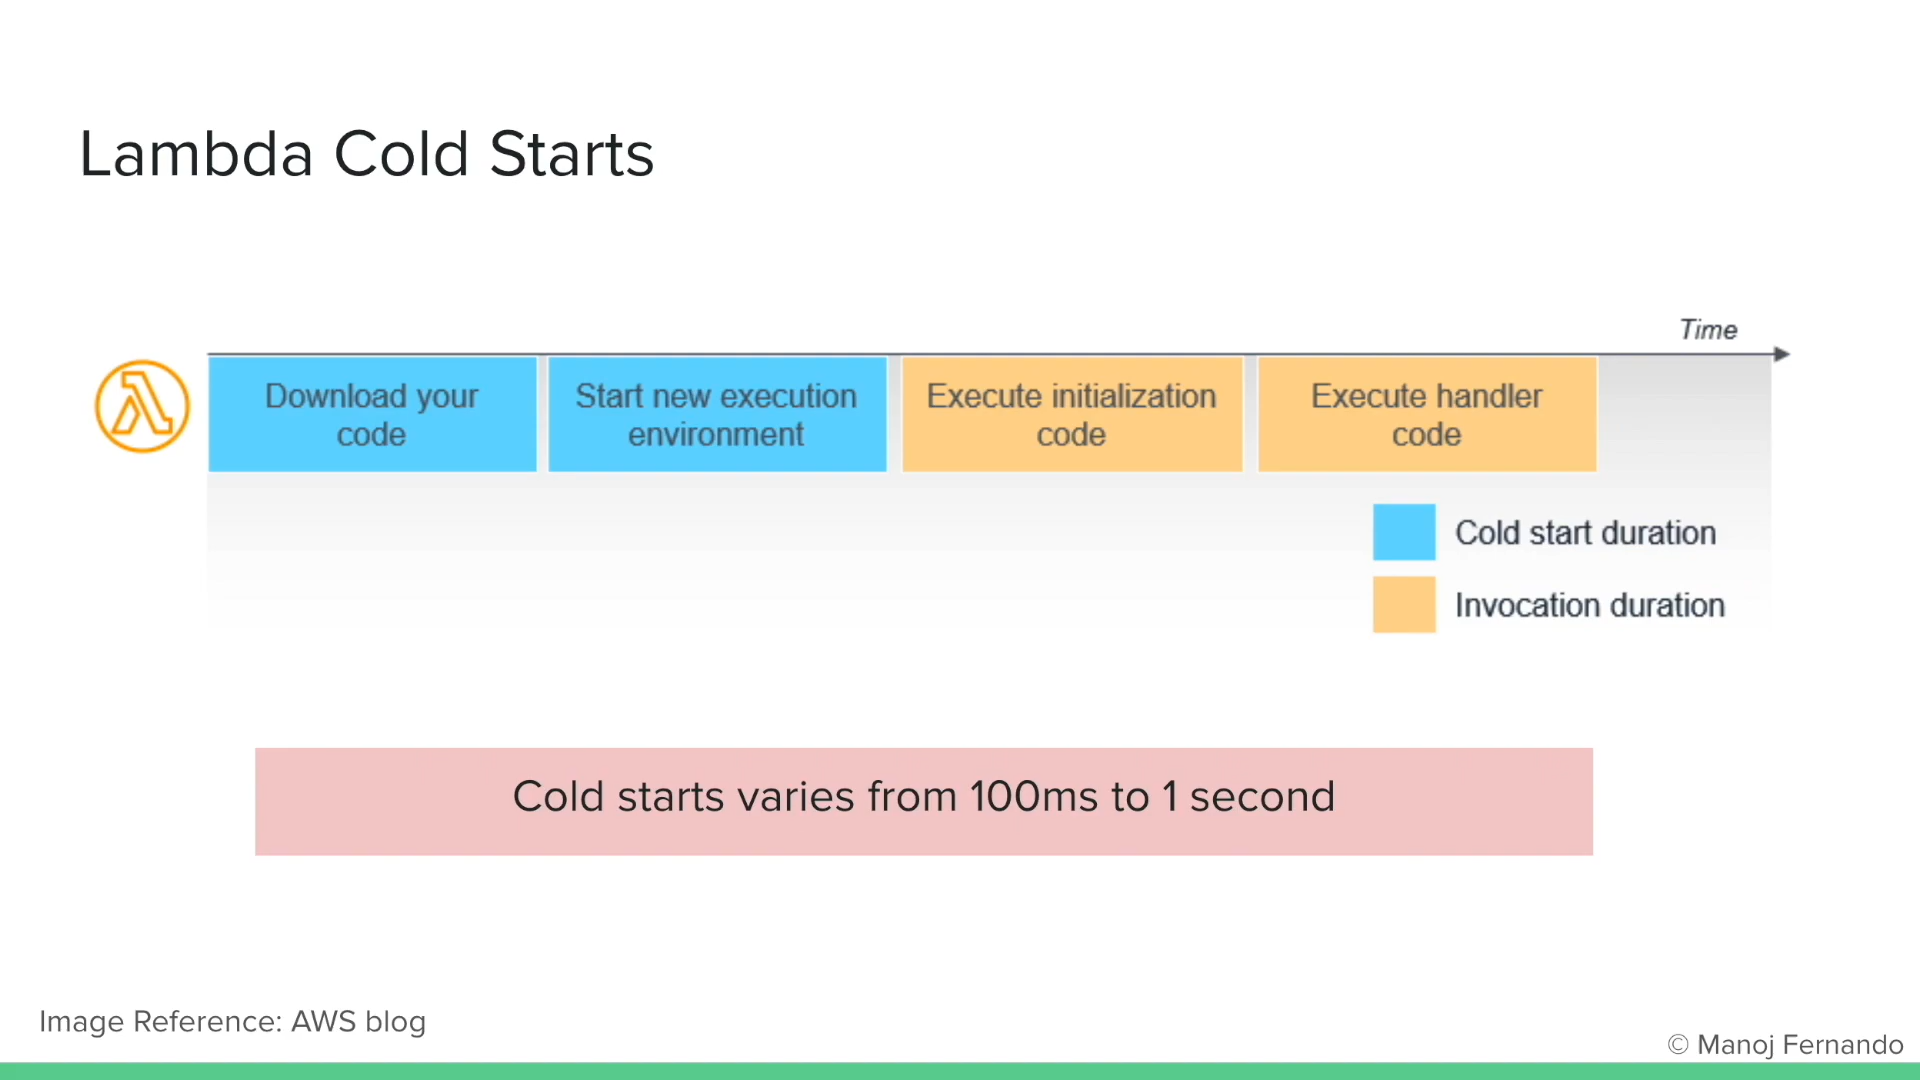 Lambda Cold Starts
Time
Download your
code
Start new execution
environment
Execute initialization
code
Execute handler
code
Cold start duration
Invocation duration
Cold starts varies from 100ms to 1 second
Image Reference: AWS blog
© Manoj Fernando